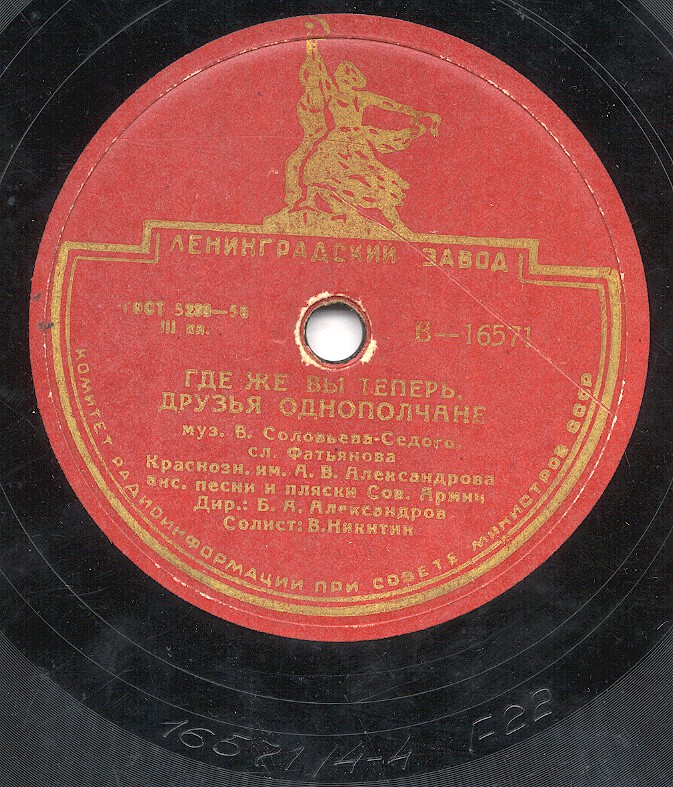 ЛЕНИНГРАДСКИЙ ЗАВОД
ГОСТ 5289—50
III кл.
В—16571
ГДЕ ЖЕ ВЫ ТЕПЕРЬ,
ДРУЗЬЯ ОДНОПОЛЧАНЕ
муз. В. Соловьева-Седого,
сл. Фатьянова
Краснозн. им. А. В. Александрова
анс. песни и пляски Сов. Армии
Дир.: Б. А. Александров
Солист: В. Никитин
КОМИТЕТ РАДИОИНФОРМАЦИИ ПРИ СОВЕТЕ МИНИСТРОВ СССР
16571/4-4 Г22